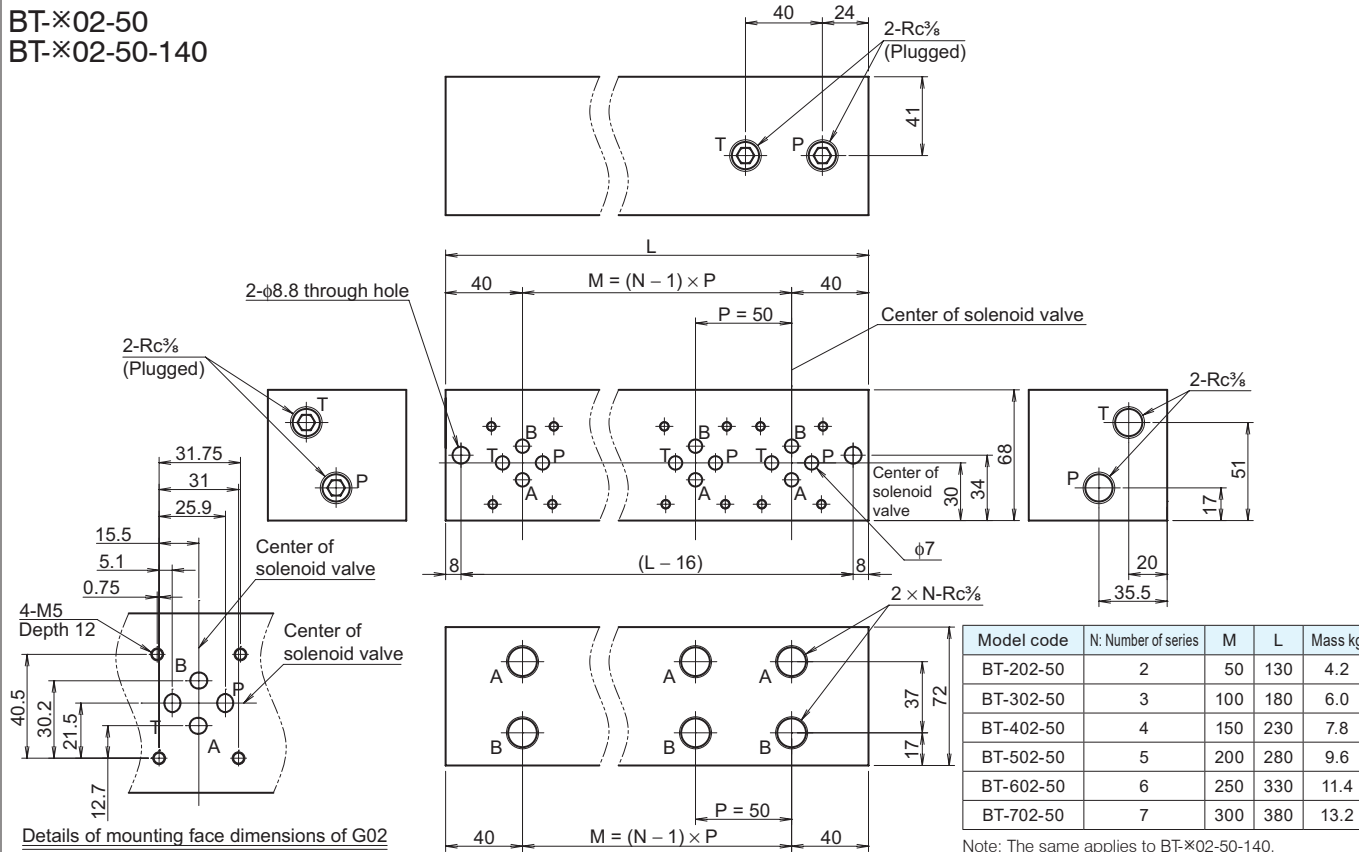 BT-※02-50
BT-※02-50-140
40
24
2-Rc⅜
(Plugged)
41
T
P
L
40
M = (N − 1) × P
40
2-φ8.8 through hole
P = 50
Center of solenoid valve
2-Rc⅜
(Plugged)
T
P
B
T
P
A
B
T
P
A
B
T
P
A
Center of
solenoid
valve
30
34
68
φ7
8
(L − 16)
8
2-Rc⅜
T
P
51
17
20
35.5
31.75
31
25.9
15.5
5.1
0.75
Center of
solenoid valve
4-M5
Depth 12
Center of
solenoid valve
B
P
T
A
40.5
30.2
21.5
12.7
Details of mounting face dimensions of G02
2 × N-Rc⅜
A
A
A
B
B
B
37
72
17
P = 50
40
M = (N − 1) × P
40
Model code N: Number of series M L Mass kg
BT-202-50 2 50 130 4.2
BT-302-50 3 100 180 6.0
BT-402-50 4 150 230 7.8
BT-502-50 5 200 280 9.6
BT-602-50 6 250 330 11.4
BT-702-50 7 300 380 13.2
Note: The same applies to BT-※02-50-140.